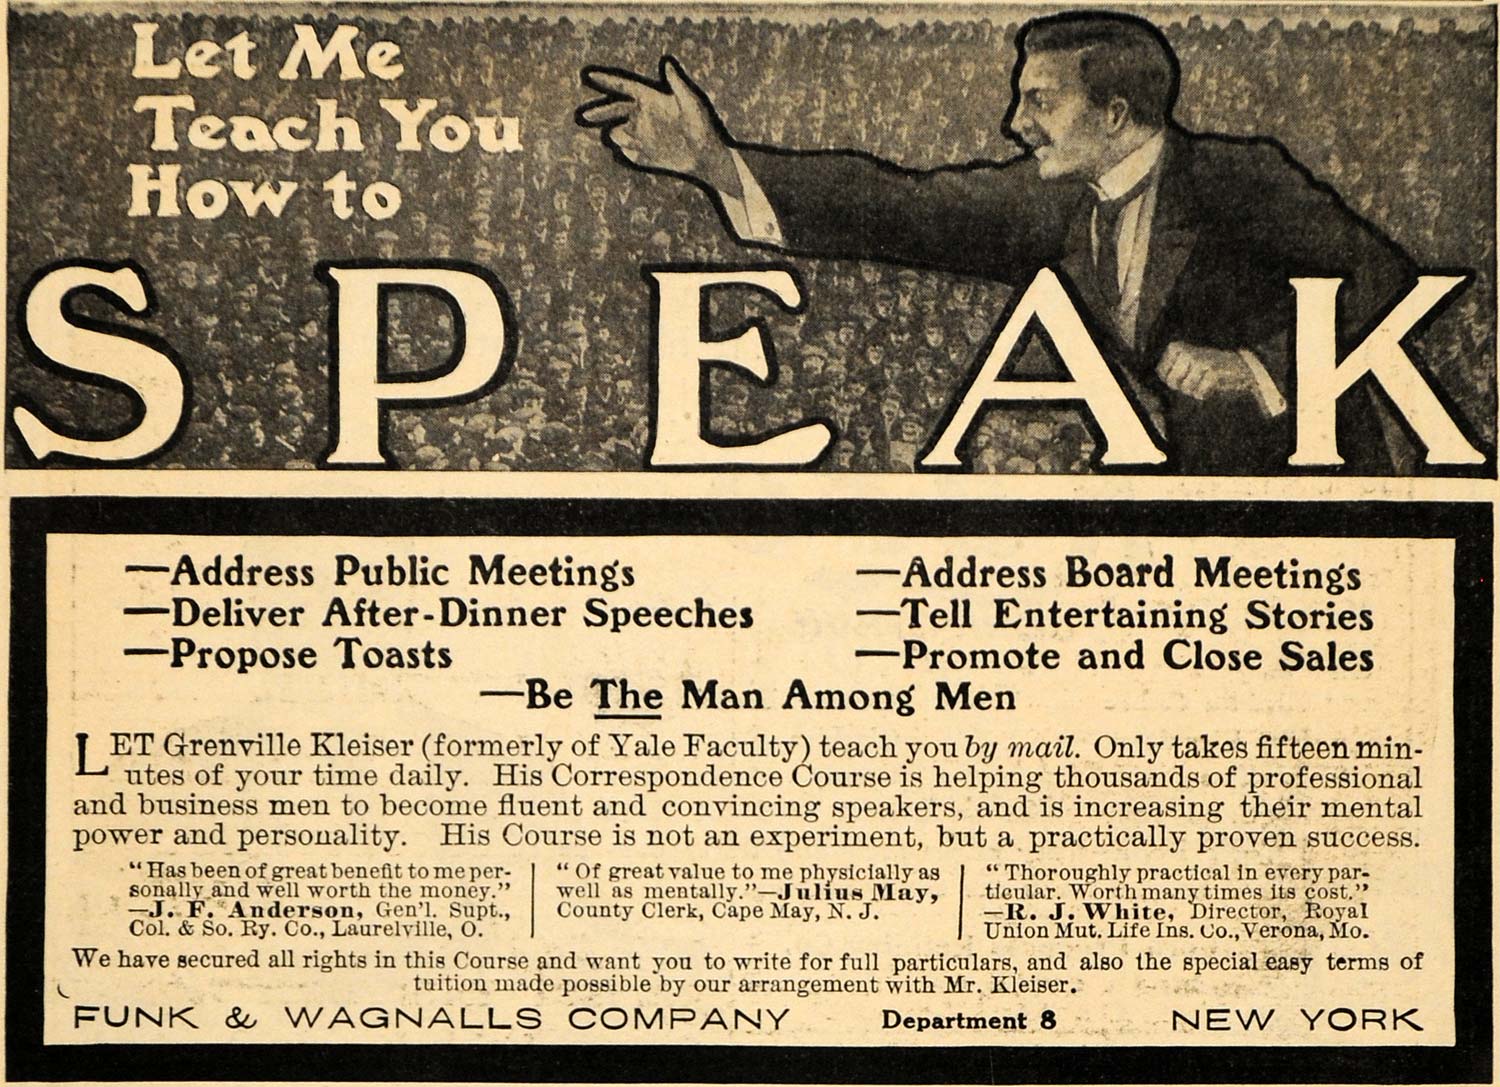 Let Me
Teach You
How to
SPEAK
—Address Public Meetings
—Deliver After-Dinner Speeches
—Propose Toasts
—Address Board Meetings
—Tell Entertaining Stories
—Promote and Close Sales
—Be The Man Among Men
LET Grenville Kleiser (formerly of Yale Faculty) teach you by mail. Only takes fifteen min-
utes of your time daily. His Correspondence Course is helping thousands of professional
and business men to become fluent and convincing speakers, and is increasing their mental
power and personality. His Course is not an experiment, but a practically proven success.
“Has been of great benefit to me per-
sonally and well worth the money.”
—J. F. Anderson, Gen'l. Supt.,
Col. & So. Ry. Co., Laurelville, O.
“Of great value to me physicially as
well as mentally.”—Julius May,
County Clerk, Cape May, N. J.
“Thoroughly practical in every par-
ticular. Worth many times its cost.”
—R. J. White, Director, Royal
Union Mut. Life Ins. Co., Verona, Mo.
We have secured all rights in this Course and want you to write for full particulars, and also the special easy terms of
tuition made possible by our arrangement with Mr. Kleiser.
FUNK & WAGNALLS COMPANY Department 8 NEW YORK